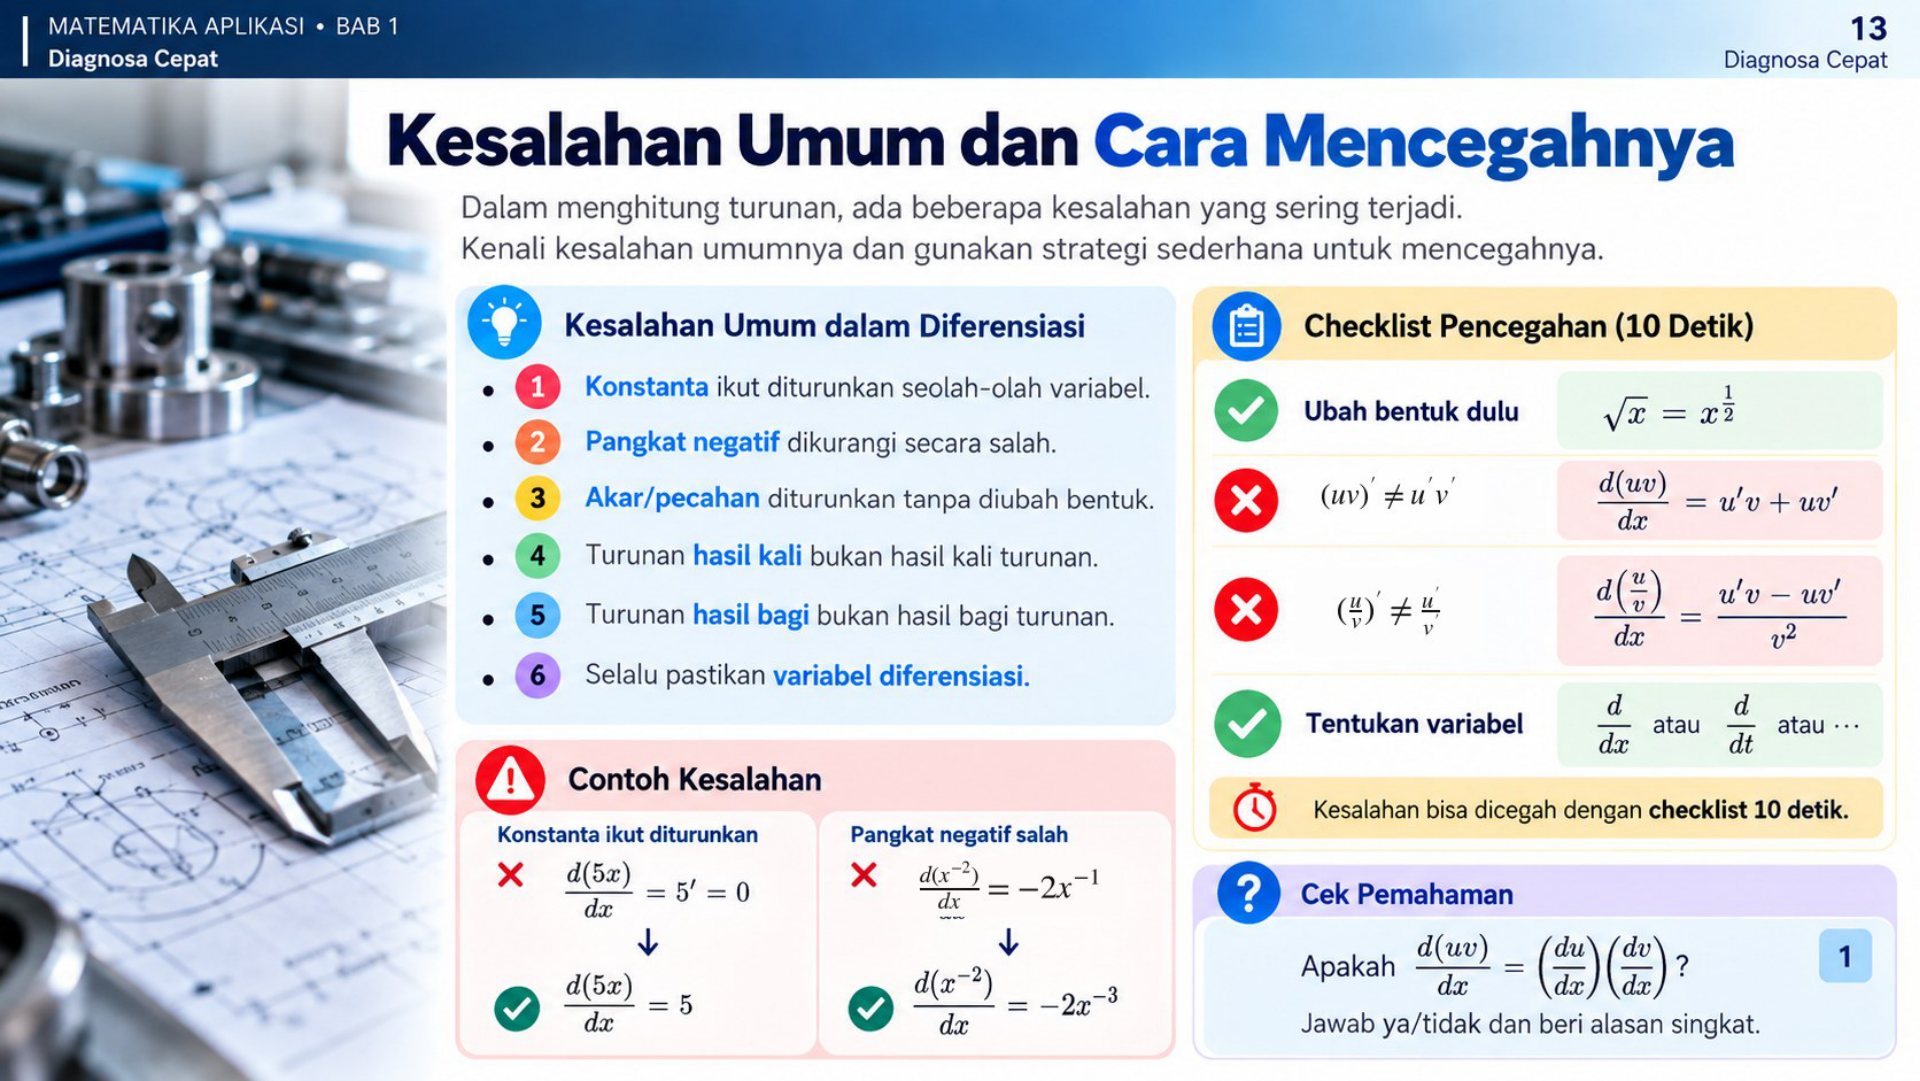 MATEMATIKA APLIKASI • BAB 1
Diagnosa Cepat
13
Diagnosa Cepat
Kesalahan Umum dan Cara Mencegahnya
Dalam menghitung turunan, ada beberapa kesalahan yang sering terjadi.
Kenali kesalahan umumnya dan gunakan strategi sederhana untuk mencegahnya.
Kesalahan Umum dalam Diferensiasi
• 1 Konstanta ikut diturunkan seolah-olah variabel.
• 2 Pangkat negatif dikurangi secara salah.
• 3 Akar/pecahan diturunkan tanpa diubah bentuk.
• 4 Turunan hasil kali bukan hasil kali turunan.
• 5 Turunan hasil bagi bukan hasil bagi turunan.
• 6 Selalu pastikan variabel diferensiasi.
Contoh Kesalahan
Konstanta ikut diturunkan
d(5x)/dx = 5′ = 0
↓
d(5x)/dx = 5
Pangkat negatif salah
d(x⁻²)/dx = −2x⁻¹
↓
d(x⁻²)/dx = −2x⁻³
Checklist Pencegahan (10 Detik)
Ubah bentuk dulu √x = x^(1/2)
(uv)′ ≠ u′v′ d(uv)/dx = u′v + uv′
(u/v)′ ≠ u′/v′ d(u/v)/dx = (u′v − uv′)/v²
Tentukan variabel d/dx atau d/dt atau ⋯
Kesalahan bisa dicegah dengan checklist 10 detik.
Cek Pemahaman
Apakah d(uv)/dx = (du/dx)(dv/dx) ?
1
Jawab ya/tidak dan beri alasan singkat.